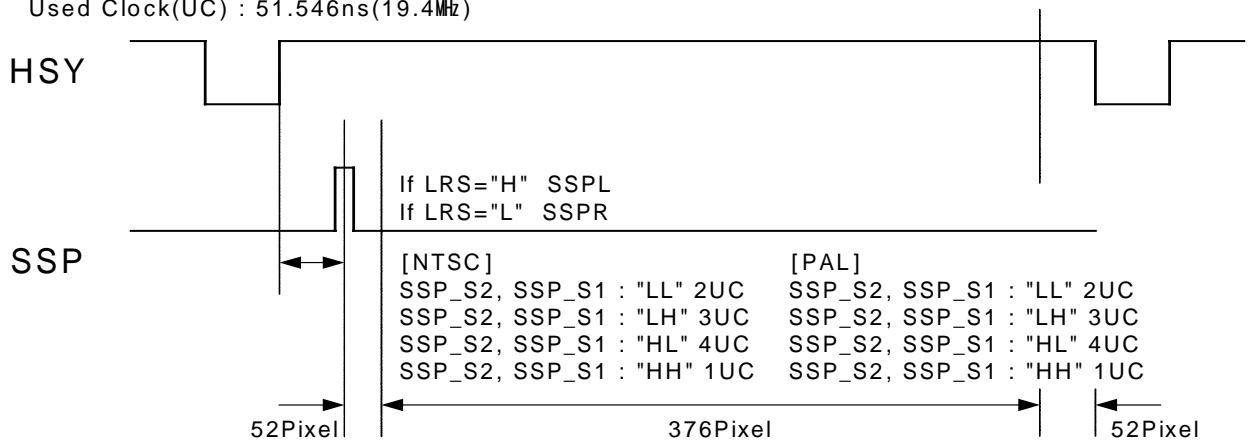 Used Clock(UC) : 51.546ns(19.4㎒)
HSY
If LRS="H" SSPL
If LRS="L" SSPR
SSP
[NTSC] [PAL]
SSP_S2, SSP_S1 : "LL" 2UC SSP_S2, SSP_S1 : "LL" 2UC
SSP_S2, SSP_S1 : "LH" 3UC SSP_S2, SSP_S1 : "LH" 3UC
SSP_S2, SSP_S1 : "HL" 4UC SSP_S2, SSP_S1 : "HL" 4UC
SSP_S2, SSP_S1 : "HH" 1UC SSP_S2, SSP_S1 : "HH" 1UC
52Pixel 376Pixel 52Pixel